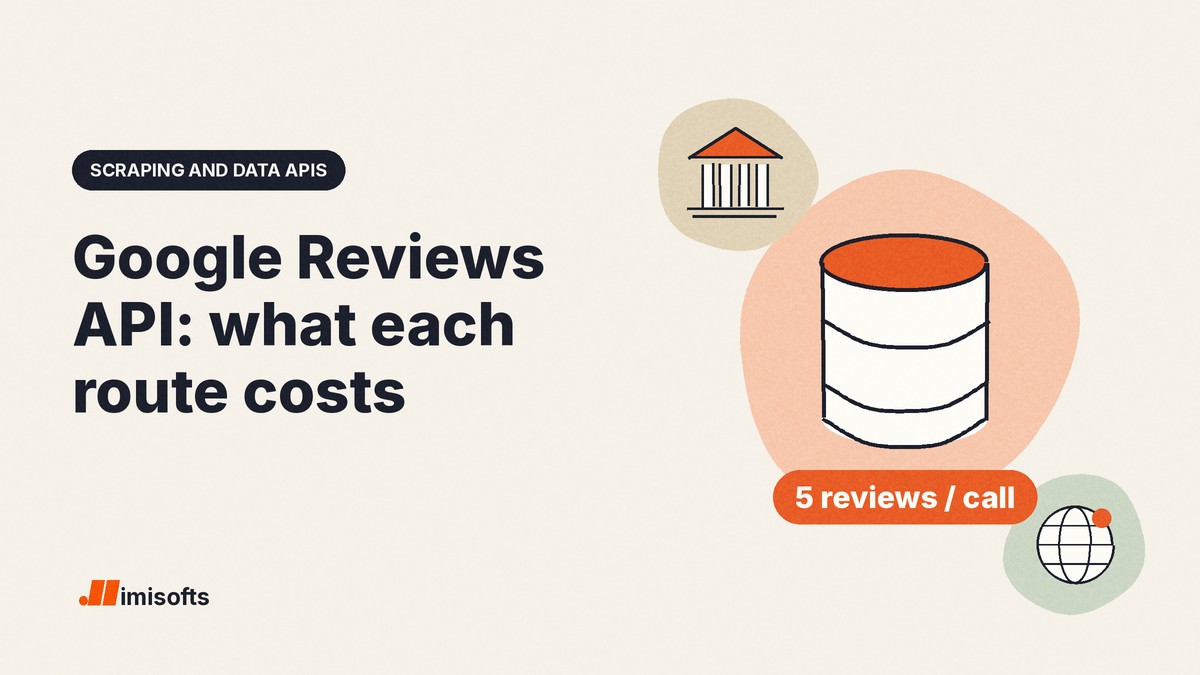 SCRAPING AND DATA APIS
Google Reviews
API: what each
route costs
5 reviews / call
imisofts